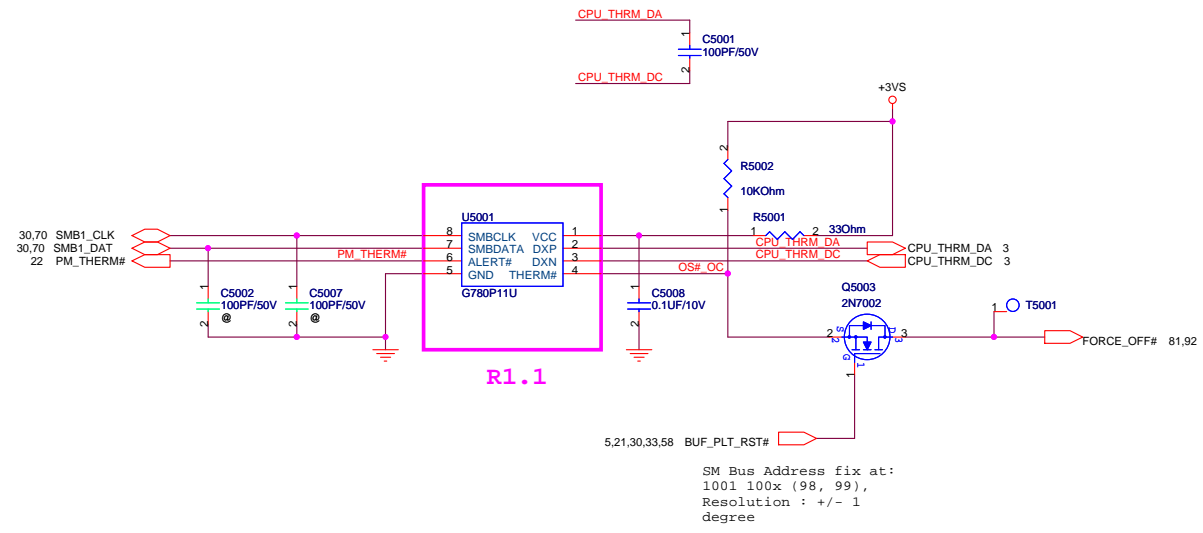 CPU_THRM_DA
1
C5001
100PF/50V
2
CPU_THRM_DC
+3VS
2
R5002
10KOhm
1
R5001
1 2 33Ohm
U5001
30,70 SMB1_CLK
8 SMBCLK VCC 1
30,70 SMB1_DAT
7 SMBDATA DXP 2
CPU_THRM_DA
CPU_THRM_DA 3
22 PM_THERM#
PM_THERM#
6 ALERT# DXN 3
CPU_THRM_DC
CPU_THRM_DC 3
5 GND THERM# 4
OS#_OC
G780P11U
1
C5002
100PF/50V
2
@
1
C5007
100PF/50V
2
@
1
C5008
0.1UF/10V
2
Q5003
2N7002
2 S 2
D 3 3
G 1
1
1 T5001
FORCE_OFF# 81,92
R1.1
5,21,30,33,58 BUF_PLT_RST#
SM Bus Address fix at:
1001 100x (98, 99),
Resolution : +/- 1
degree